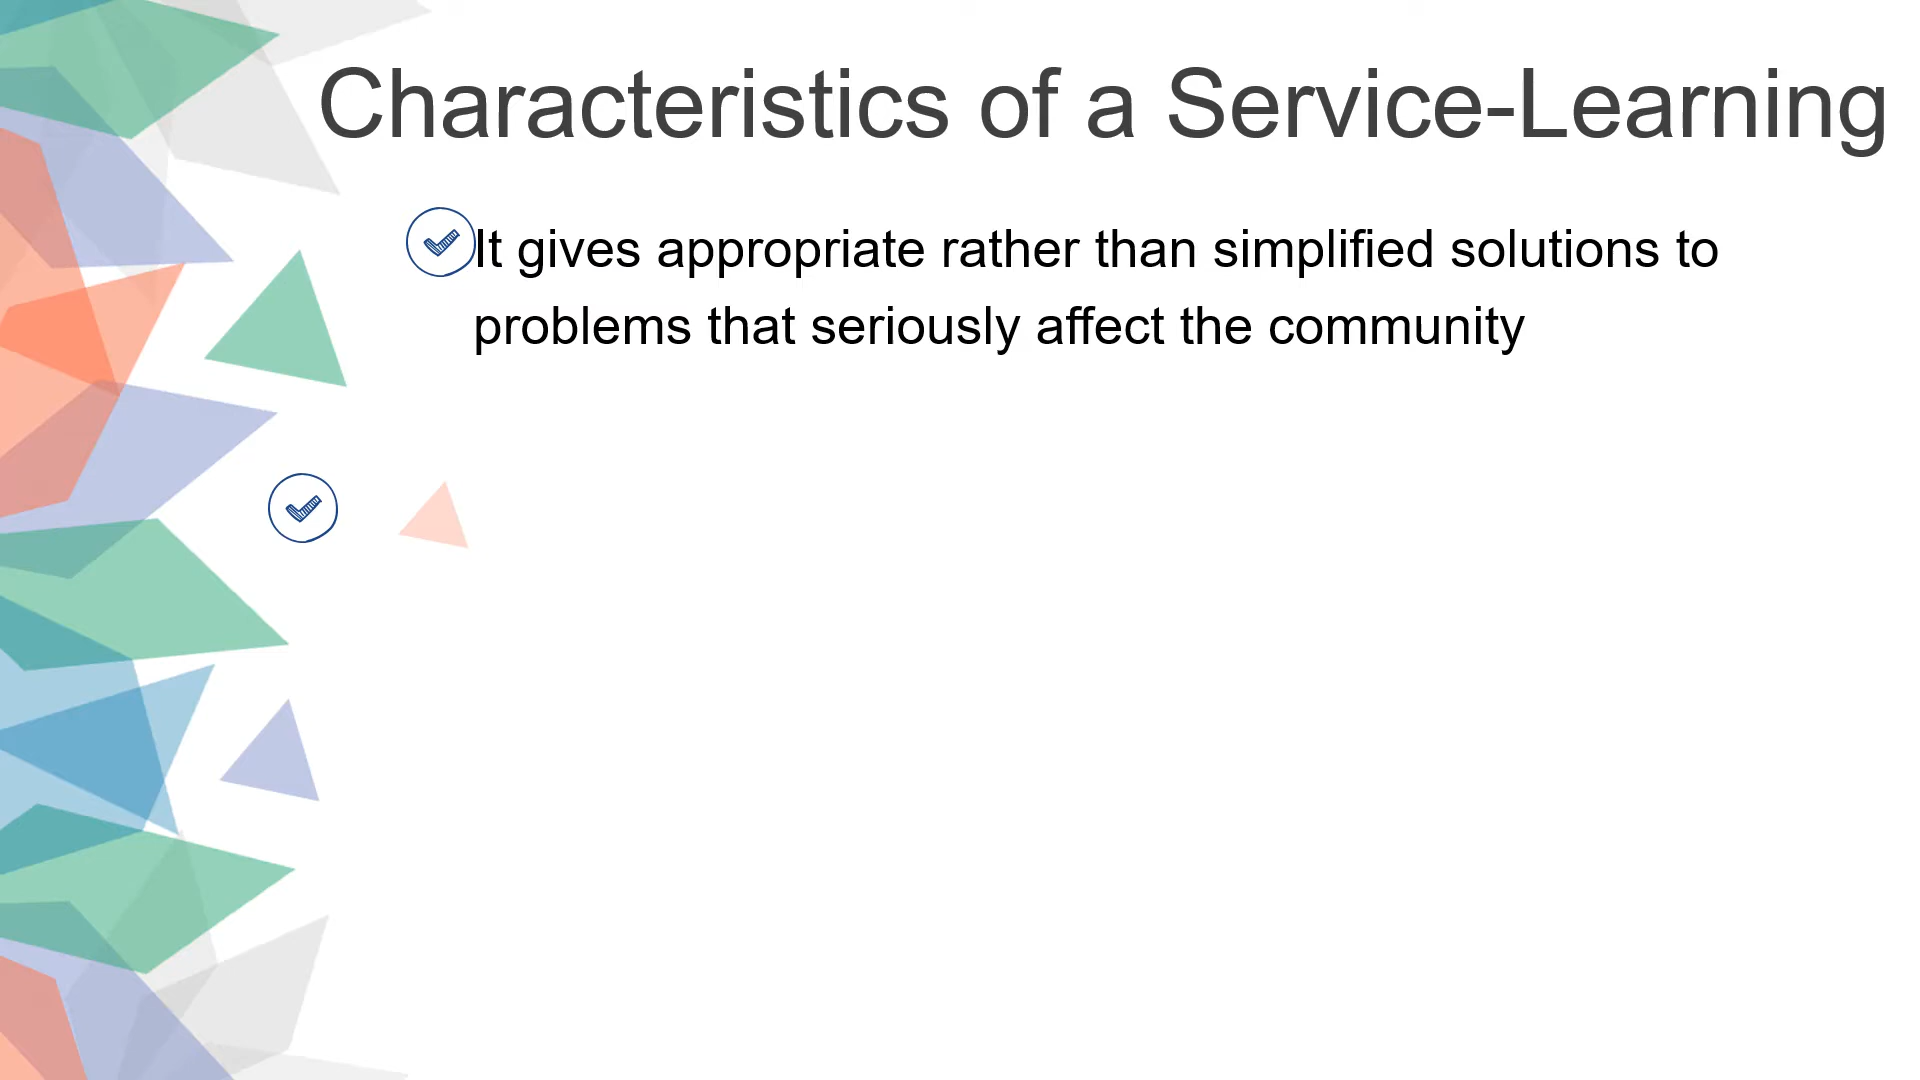 Characteristics of a Service-Learning
It gives appropriate rather than simplified solutions to
problems that seriously affect the community